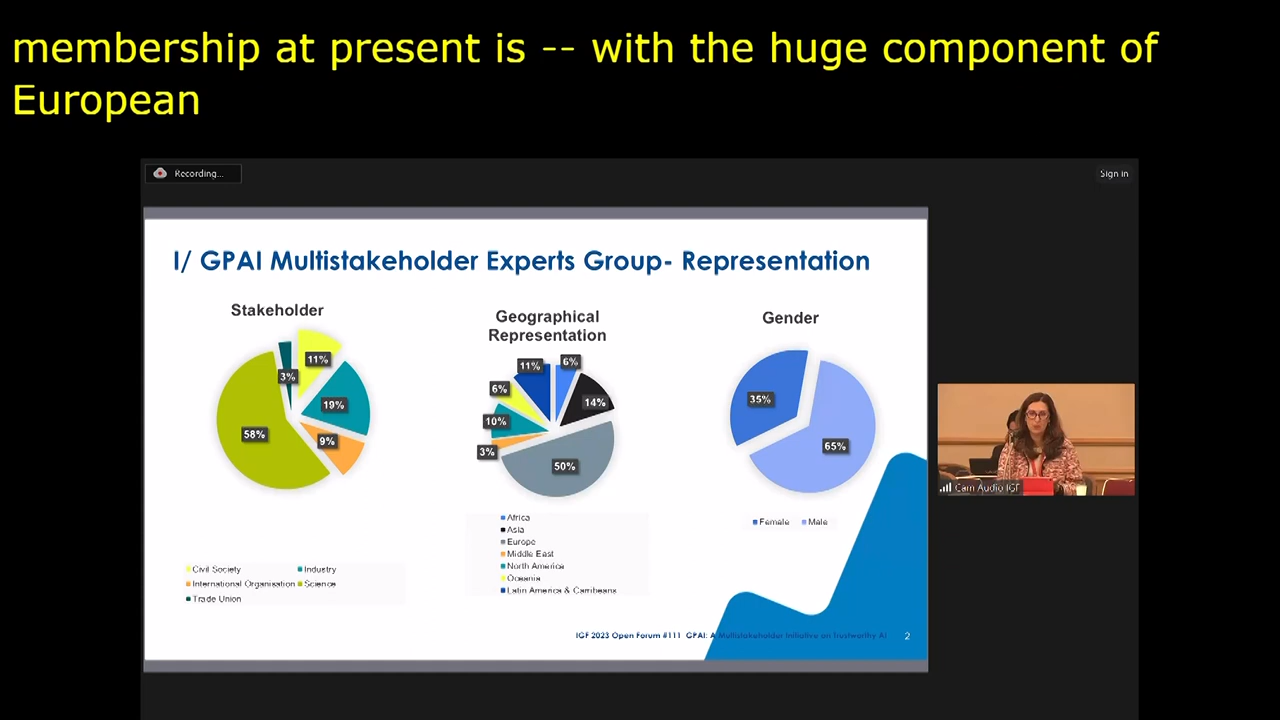 membership at present is -- with the huge component of
European
Recording...
Sign in
I/ GPAI Multistakeholder Experts Group- Representation
Stakeholder
3%
11%
19%
9%
58%
Civil Society
Industry
International Organisation
Science
Trade Union
Geographical
Representation
11%
6%
6%
14%
10%
3%
50%
Africa
Asia
Europe
Middle East
North America
Oceania
Latin America & Carribeans
Gender
35%
65%
Female
Male
IGF 2023 Open Forum #111 GPAI: A Multistakeholder Initiative on Trustworthy AI
2
Cam Audio IGF